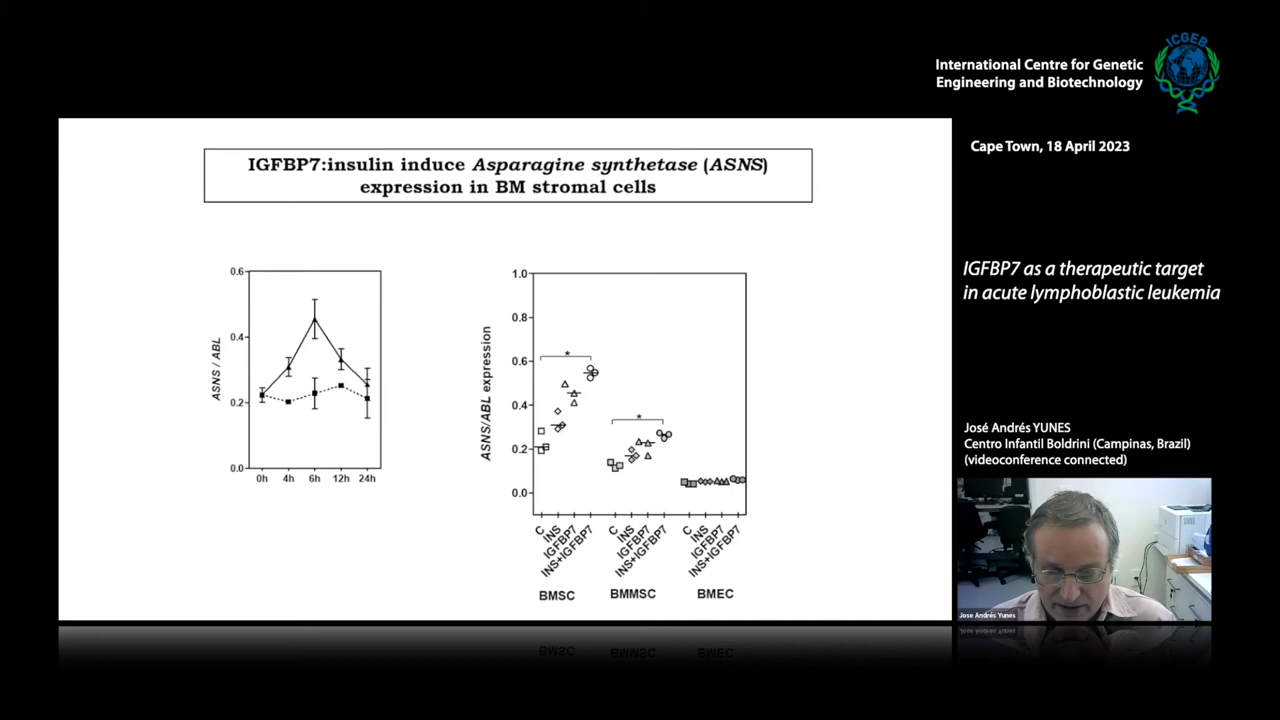 ICGEB
International Centre for Genetic
Engineering and Biotechnology
Cape Town, 18 April 2023
IGFBP7:insulin induce Asparagine synthetase (ASNS)
expression in BM stromal cells
ASNS / ABL
0.6
0.4
0.2
0.0
0h 4h 6h 12h 24h
ASNS/ABL expression
1.0
0.8
0.6
0.4
0.2
0.0
*
*
C INS IGFBP7 INS+IGFBP7
C INS IGFBP7 INS+IGFBP7
C INS IGFBP7 INS+IGFBP7
BMSC BMMSC BMEC
IGFBP7 as a therapeutic target
in acute lymphoblastic leukemia
José Andrés YUNES
Centro Infantil Boldrini (Campinas, Brazil)
(videoconference connected)
Jose Andrés Yunes